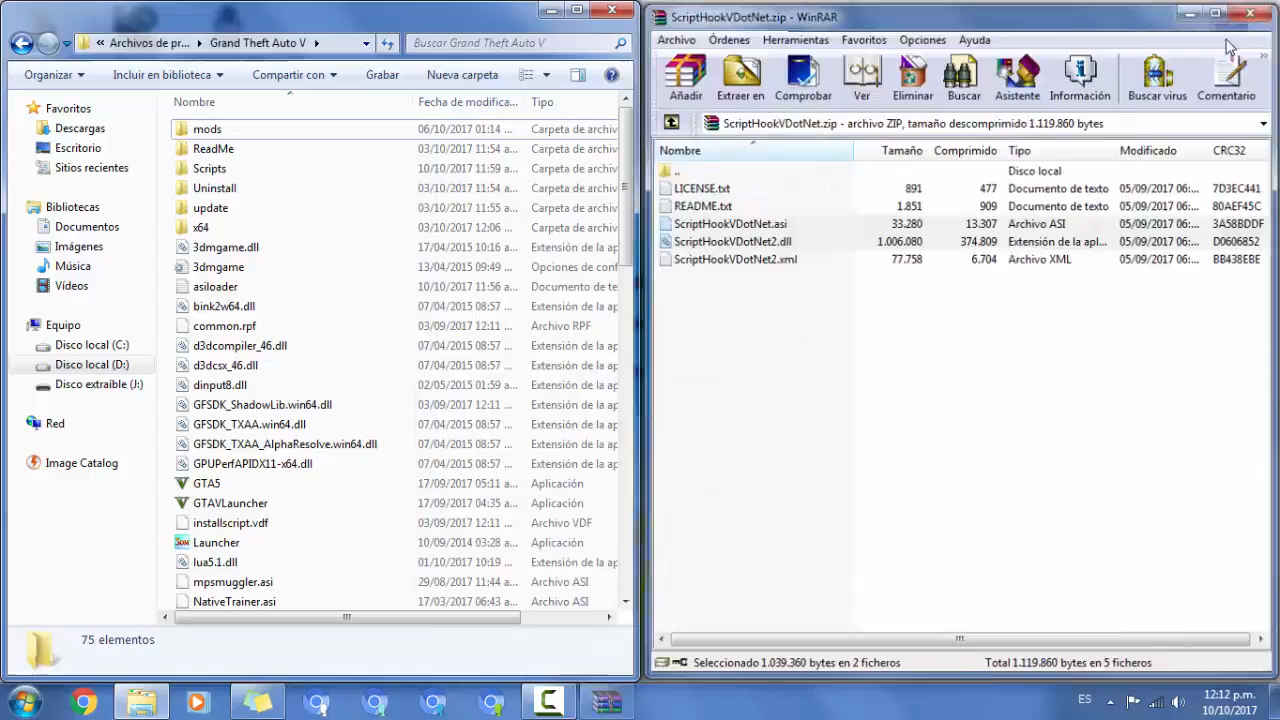 « Archivos de pr... › Grand Theft Auto V ›
Buscar Grand Theft Auto V
Organizar
Incluir en biblioteca
Compartir con
Grabar
Nueva carpeta
Favoritos
Descargas
Escritorio
Sitios recientes
Bibliotecas
Documentos
Imágenes
Música
Vídeos
Equipo
Disco local (C:)
Disco local (D:)
Disco extraíble (J:)
Red
Image Catalog
Nombre Fecha de modifica... Tipo
mods 06/10/2017 01:14 ... Carpeta de archiv
ReadMe 03/10/2017 11:54 a... Carpeta de archiv
Scripts 10/10/2017 11:59 a... Carpeta de archiv
Uninstall 03/10/2017 11:54 a... Carpeta de archiv
update 03/10/2017 11:55 a... Carpeta de archiv
x64 03/10/2017 11:54 a... Carpeta de archiv
3dmgame.dll 17/04/2015 10:16 a... Extensión de la ap
3dmgame 13/04/2015 09:49 ... Opciones de conf
asiloader 10/10/2017 11:56 a... Documento de te
bink2w64.dll 07/04/2015 08:57 ... Extensión de la ap
common.rpf 03/09/2017 12:11 ... Archivo RPF
d3dcompiler_46.dll 07/04/2015 08:57 ... Extensión de la ap
d3dcsx_46.dll 07/04/2015 08:57 ... Extensión de la ap
dinput8.dll 02/05/2015 01:59 a... Extensión de la ap
GFSDK_ShadowLib.win64.dll 03/09/2017 12:11 ... Extensión de la ap
GFSDK_TXAA.win64.dll 07/04/2015 08:57 ... Extensión de la ap
GFSDK_TXAA_AlphaResolve.win64.dll 07/04/2015 08:57 ... Extensión de la ap
GPUPerfAPIDX11-x64.dll 07/04/2015 08:57 ... Extensión de la ap
GTA5 17/09/2017 05:11 a... Aplicación
GTAVLauncher 17/09/2017 04:35 a... Aplicación
installscript.vdf 03/09/2017 12:11 ... Archivo VDF
Launcher 10/09/2014 03:28 a... Aplicación
lua5.1.dll 01/10/2017 10:19 ... Extensión de la ap
mpsmuggler.asi 29/08/2017 11:44 a... Archivo ASI
NativeTrainer.asi 17/03/2017 06:43 a... Archivo ASI
75 elementos
ScriptHookVDotNet.zip - WinRAR
Archivo Órdenes Herramientas Favoritos Opciones Ayuda
Añadir Extraer en Comprobar Ver Eliminar Buscar Asistente Información Buscar virus Comentario
ScriptHookVDotNet.zip - archivo ZIP, tamaño descomprimido 1.119.860 bytes
Nombre Tamaño Comprimido Tipo Modificado CRC32
.. Disco local
LICENSE.txt 891 477 Documento de texto 05/09/2017 06:... 7D3EC441
README.txt 1.851 909 Documento de texto 05/09/2017 06:... 80AEF45C
ScriptHookVDotNet.asi 33.280 13.307 Archivo ASI 05/09/2017 06:... 3A58BDDF
ScriptHookVDotNet2.dll 1.006.080 374.809 Extensión de la apl... 05/09/2017 06:... D0606852
ScriptHookVDotNet2.xml 77.758 6.704 Archivo XML 05/09/2017 06:... BB438EBE
Seleccionado 1.039.360 bytes en 2 ficheros Total 1.119.860 bytes en 5 ficheros
ES
12:12 p.m.
10/10/2017